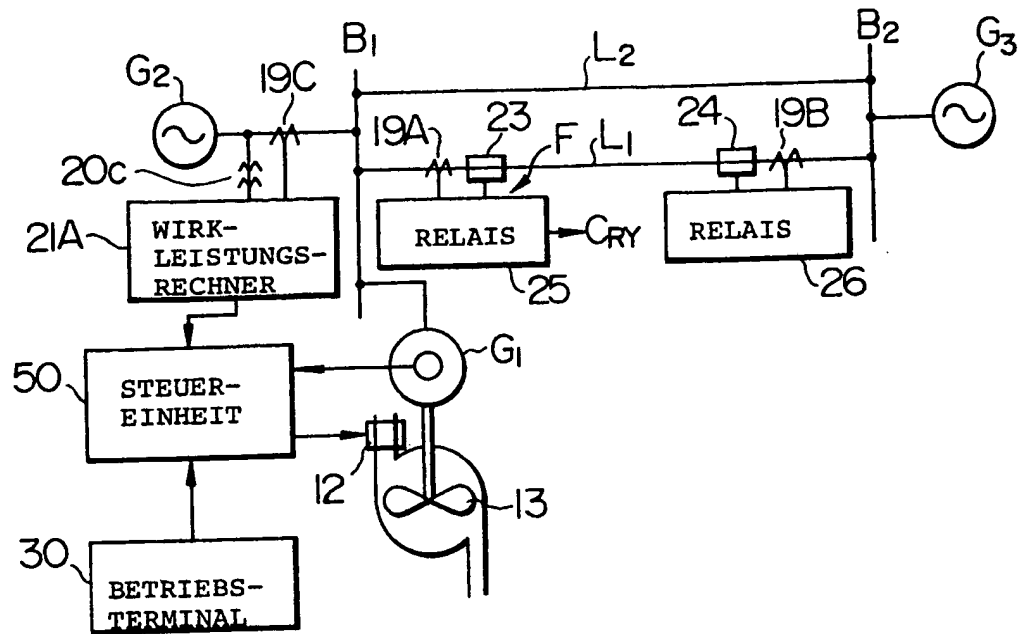 B1
B2
G2
19C
L2
G3
19A
23
F
L1
24
19B
20c
21A
WIRK-
LEISTUNGS-
RECHNER
RELAIS
CRY
RELAIS
25
26
G1
50
STEUER-
EINHEIT
12
13
30
BETRIEBS-
TERMINAL